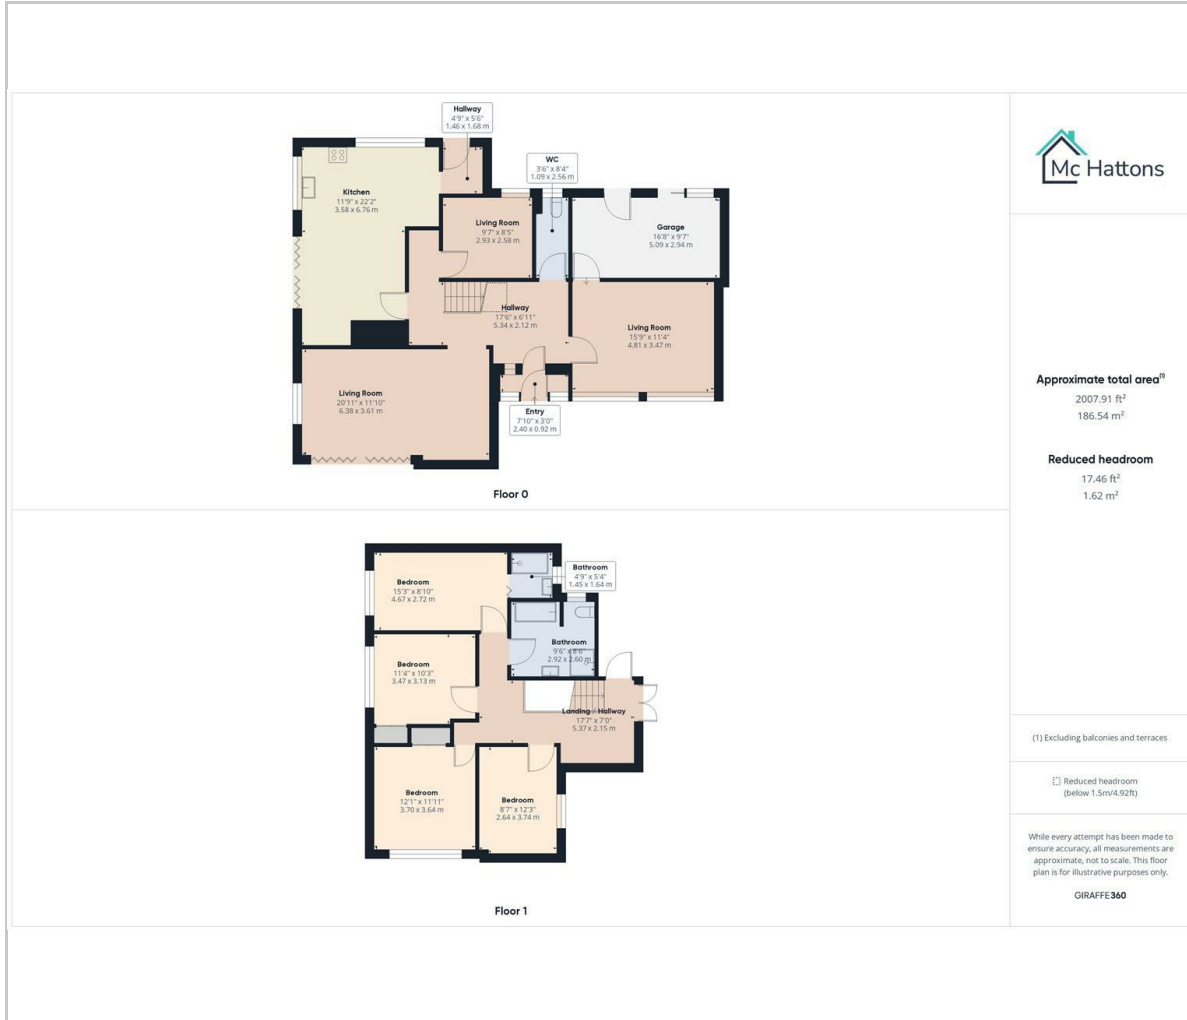 Hallway
4'9" x 5'6"
1.46 x 1.68 m
WC
3'6" x 8'4"
1.09 x 2.56 m
Kitchen
11'9" x 22'2"
3.58 x 6.76 m
Living Room
9'7" x 8'5"
2.93 x 2.58 m
Garage
16'8" x 9'7"
5.09 x 2.94 m
Hallway
17'6" x 6'11"
5.34 x 2.12 m
Living Room
15'9" x 11'4"
4.81 x 3.47 m
Living Room
20'11" x 11'10"
6.38 x 3.61 m
Entry
7'10" x 3'0"
2.40 x 0.92 m
Floor 0
Bedroom
15'3" x 8'10"
4.67 x 2.72 m
Bathroom
4'9" x 5'4"
1.45 x 1.64 m
Bathroom
9'6" x 8'6"
2.92 x 2.60 m
Bedroom
11'4" x 10'3"
3.47 x 3.13 m
Landing / Hallway
17'7" x 7'0"
5.37 x 2.15 m
Bedroom
12'1" x 11'11"
3.70 x 3.64 m
Bedroom
8'7" x 12'3"
2.64 x 3.74 m
Floor 1
Mc Hattons
Approximate total area(1)
2007.91 ft²
186.54 m²
Reduced headroom
17.46 ft²
1.62 m²
(1) Excluding balconies and terraces
Reduced headroom
(below 1.5m/4.92ft)
While every attempt has been made to
ensure accuracy, all measurements are
approximate, not to scale. This floor
plan is for illustrative purposes only.
GIRAFFE360